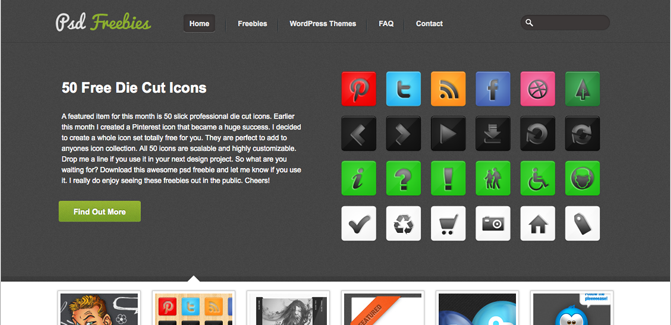 Psd Freebies
Home
Freebies
WordPress Themes
FAQ
Contact
50 Free Die Cut Icons
A featured item for this month is 50 slick professional die cut icons. Earlier
this month I created a Pinterest icon that became a huge success. I decided
to create a whole icon set totally free for you. They are perfect to add to
anyones icon collection. All 50 icons are scalable and highly customizable.
Drop me a line if you use it in your next design project. So what are you
waiting for? Download this awesome psd freebie and let me know if you use
it. I really do enjoy seeing these freebies out in the public. Cheers!
Find Out More
FEATURED